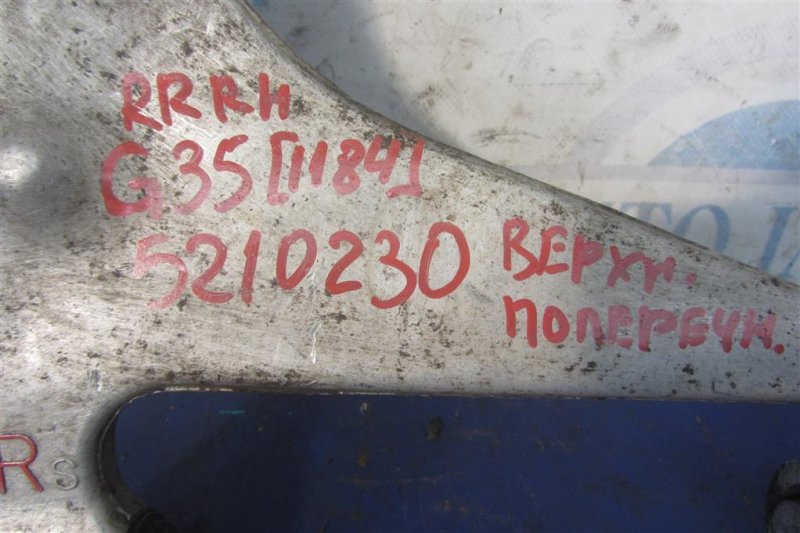 RRRH
G35 [1184]
5210230 ВЕРХН.
ПОПЕРЕЧН.
R S